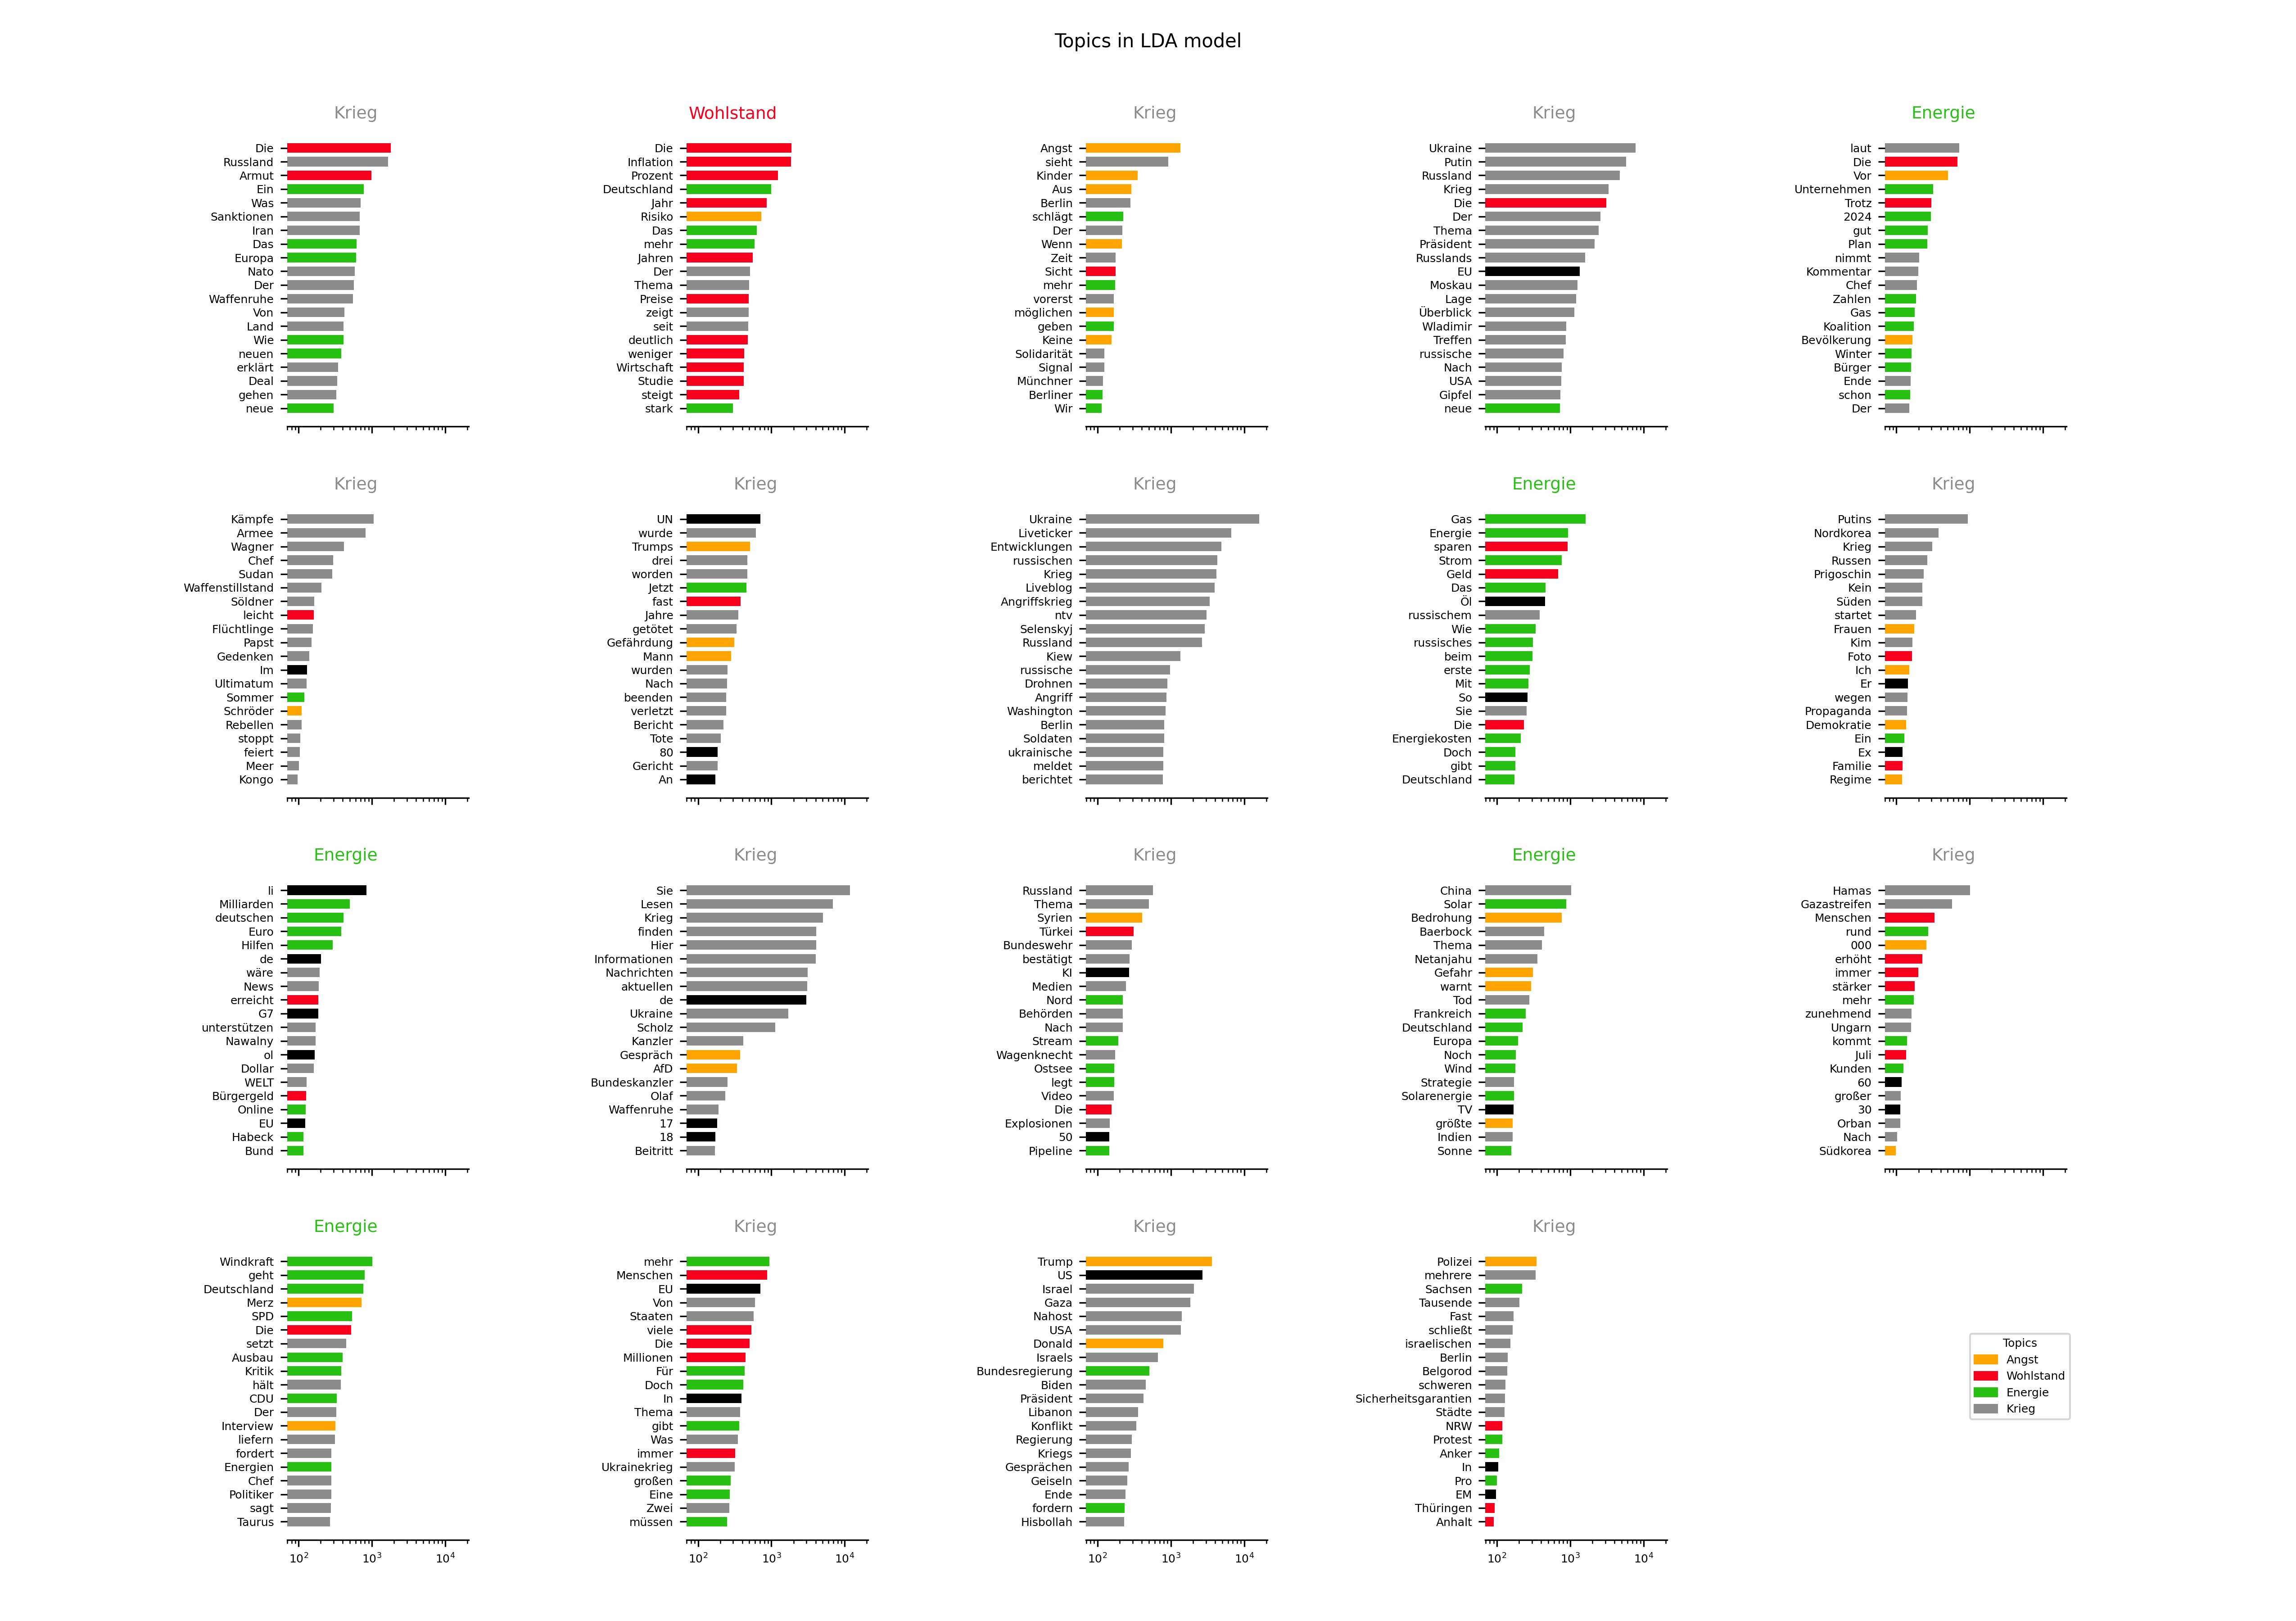 Topics in LDA model
Krieg
Die
Russland
Armut
Ein
Was
Sanktionen
Iran
Das
Europa
Nato
Der
Waffenruhe
Von
Land
Wie
neuen
erklärt
Deal
gehen
neue
Wohlstand
Die
Inflation
Prozent
Deutschland
Jahr
Risiko
Das
mehr
Jahren
Der
Thema
Preise
zeigt
seit
deutlich
weniger
Wirtschaft
Studie
steigt
stark
Krieg
Angst
sieht
Kinder
Aus
Berlin
schlägt
Der
Wenn
Zeit
Sicht
mehr
vorerst
möglichen
geben
Keine
Solidarität
Signal
Münchner
Berliner
Wir
Krieg
Ukraine
Putin
Russland
Krieg
Die
Der
Thema
Präsident
Russlands
EU
Moskau
Lage
Überblick
Wladimir
Treffen
russische
Nach
USA
Gipfel
neue
Energie
laut
Die
Vor
Unternehmen
Trotz
2024
gut
Plan
nimmt
Kommentar
Chef
Zahlen
Gas
Koalition
Bevölkerung
Winter
Bürger
Ende
schon
Der
Krieg
Kämpfe
Armee
Wagner
Chef
Sudan
Waffenstillstand
Söldner
leicht
Flüchtlinge
Papst
Gedenken
Im
Ultimatum
Sommer
Schröder
Rebellen
stoppt
feiert
Meer
Kongo
Krieg
UN
wurde
Trumps
drei
worden
Jetzt
fast
Jahre
getötet
Gefährdung
Mann
wurden
Nach
beenden
verletzt
Bericht
Tote
80
Gericht
An
Krieg
Ukraine
Liveticker
Entwicklungen
russischen
Krieg
Liveblog
Angriffskrieg
ntv
Selenskyj
Russland
Kiew
russische
Drohnen
Angriff
Washington
Berlin
Soldaten
ukrainische
meldet
berichtet
Energie
Gas
Energie
sparen
Strom
Geld
Das
Öl
russischem
Wie
russisches
beim
erste
Mit
So
Sie
Die
Energiekosten
Doch
gibt
Deutschland
Krieg
Putins
Nordkorea
Krieg
Russen
Prigoschin
Kein
Süden
startet
Frauen
Kim
Foto
Ich
Er
wegen
Propaganda
Demokratie
Ein
Ex
Familie
Regime
Energie
li
Milliarden
deutschen
Euro
Hilfen
de
wäre
News
erreicht
G7
unterstützen
Nawalny
ol
Dollar
WELT
Bürgergeld
Online
EU
Habeck
Bund
Krieg
Sie
Lesen
Krieg
finden
Hier
Informationen
Nachrichten
aktuellen
de
Ukraine
Scholz
Kanzler
Gespräch
AfD
Bundeskanzler
Olaf
Waffenruhe
17
18
Beitritt
Krieg
Russland
Thema
Syrien
Türkei
Bundeswehr
bestätigt
KI
Medien
Nord
Behörden
Nach
Stream
Wagenknecht
Ostsee
legt
Video
Die
Explosionen
50
Pipeline
Energie
China
Solar
Bedrohung
Baerbock
Thema
Netanjahu
Gefahr
warnt
Tod
Frankreich
Deutschland
Europa
Noch
Wind
Strategie
Solarenergie
TV
größte
Indien
Sonne
Krieg
Hamas
Gazastreifen
Menschen
rund
000
erhöht
immer
stärker
mehr
zunehmend
Ungarn
kommt
Juli
Kunden
60
großer
30
Orban
Nach
Südkorea
Energie
Windkraft
geht
Deutschland
Merz
SPD
Die
setzt
Ausbau
Kritik
hält
CDU
Der
Interview
liefern
fordert
Energien
Chef
Politiker
sagt
Taurus
10² 10³ 10⁴
Krieg
mehr
Menschen
EU
Von
Staaten
viele
Die
Millionen
Für
Doch
In
Thema
gibt
Was
immer
Ukrainekrieg
großen
Eine
Zwei
müssen
10² 10³ 10⁴
Krieg
Trump
US
Israel
Gaza
Nahost
USA
Donald
Israels
Bundesregierung
Biden
Präsident
Libanon
Konflikt
Regierung
Kriegs
Gesprächen
Geiseln
Ende
fordern
Hisbollah
10² 10³ 10⁴
Krieg
Polizei
mehrere
Sachsen
Tausende
Fast
schließt
israelischen
Berlin
Belgorod
schweren
Sicherheitsgarantien
Städte
NRW
Protest
Anker
In
Pro
EM
Thüringen
Anhalt
10² 10³ 10⁴
Topics
Angst
Wohlstand
Energie
Krieg